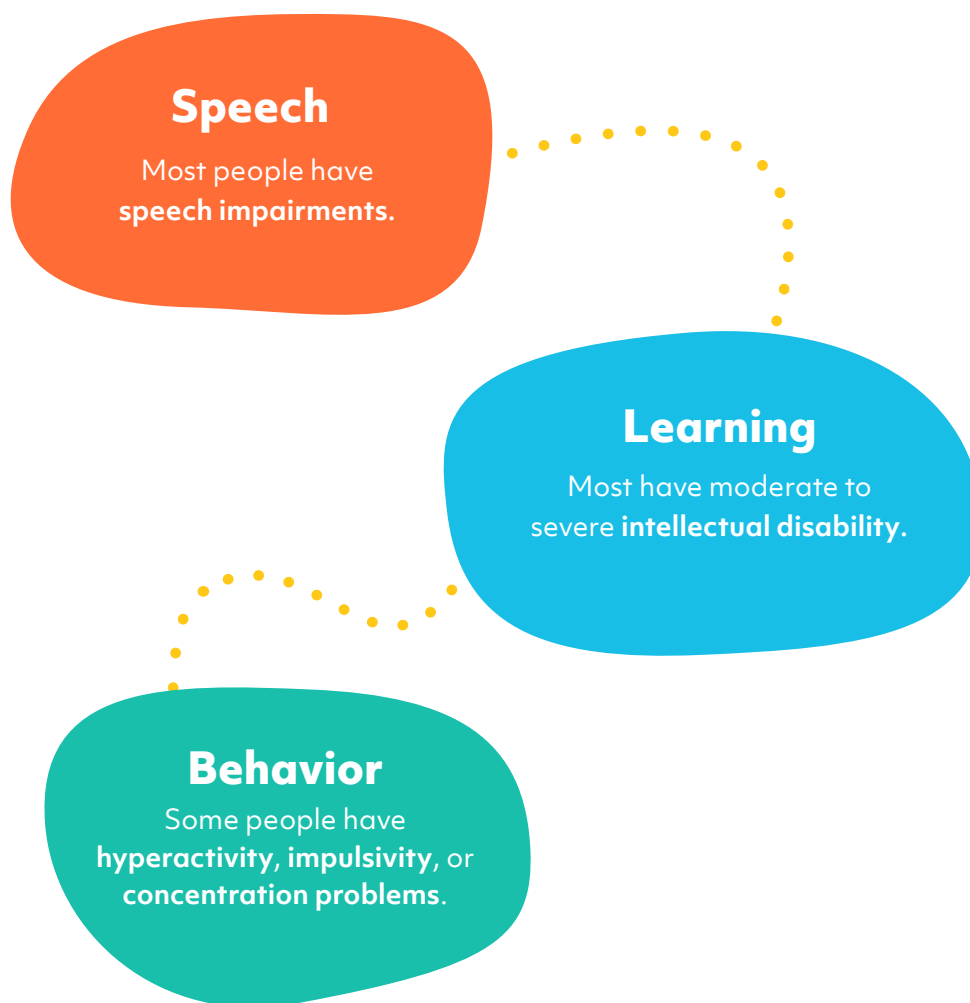 Speech
Most people have
speech impairments.
Learning
Most have moderate to
severe intellectual disability.
Behavior
Some people have
hyperactivity, impulsivity, or
concentration problems.